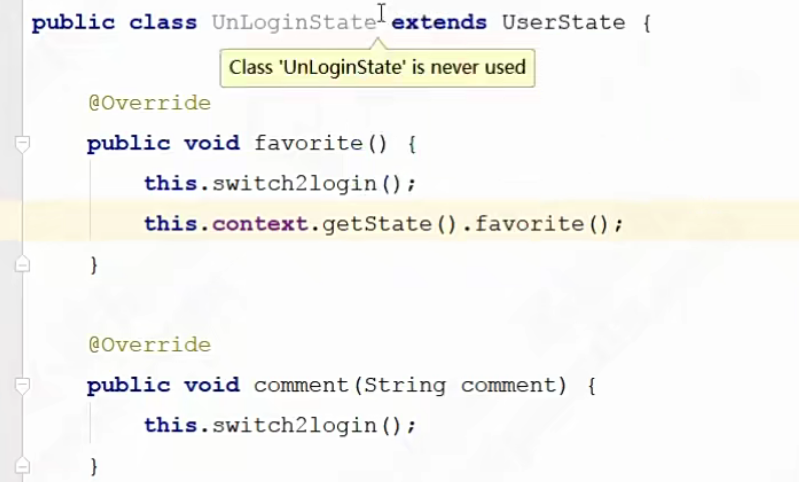 public class UnLoginState extends UserState {
Class 'UnLoginState' is never used
@Override
public void favorite() {
this.switch2login();
this.context.getState().favorite();
}
@Override
public void comment(String comment) {
this.switch2login();
}